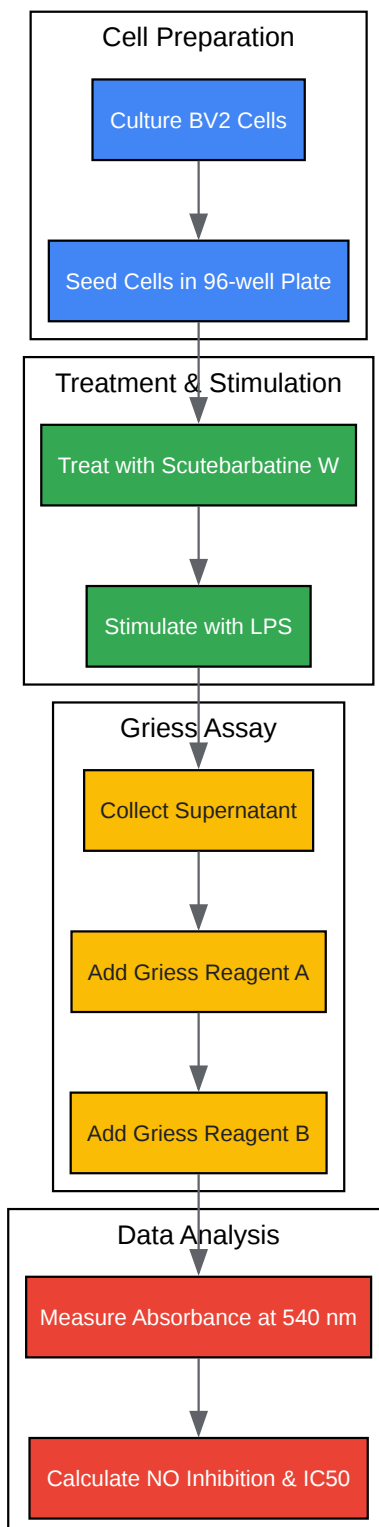 Cell Preparation
Culture BV2 Cells
Seed Cells in 96-well Plate
Treatment & Stimulation
Treat with Scutebarbatine W
Stimulate with LPS
Griess Assay
Collect Supernatant
Add Griess Reagent A
Add Griess Reagent B
Data Analysis
Measure Absorbance at 540 nm
Calculate NO Inhibition & IC50